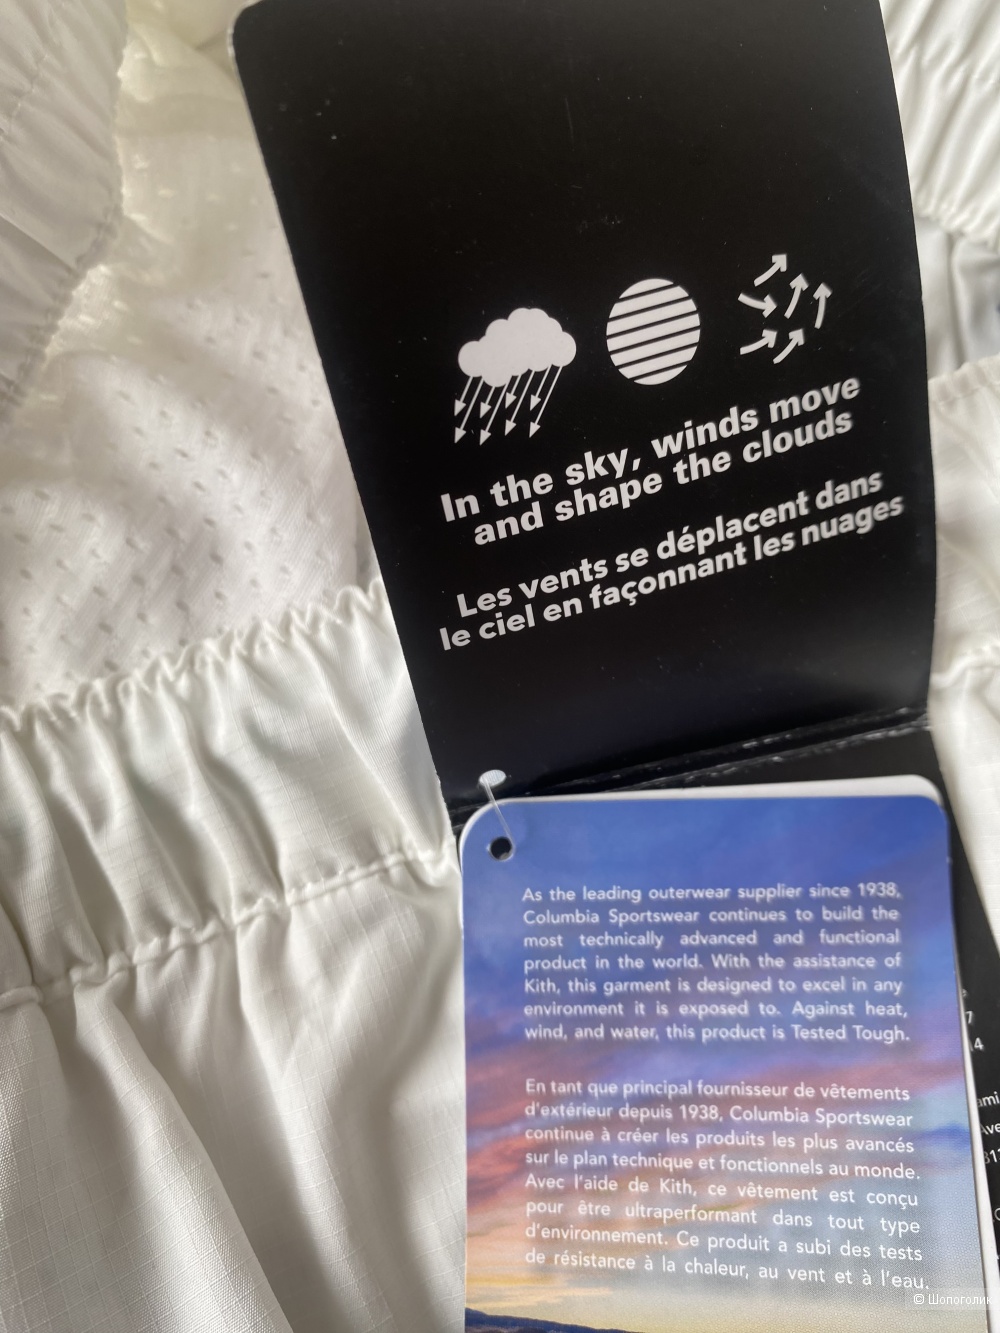 In the sky, winds move
and shape the clouds
Les vents se déplacent dans
le ciel en façonnant les nuages
As the leading outerwear supplier since 1938,
Columbia Sportswear continues to build the
most technically advanced and functional
product in the world. With the assistance of
Kith, this garment is designed to excel in any
environment it is exposed to. Against heat,
wind, and water, this product is Tested Tough.
En tant que principal fournisseur de vêtements
d'extérieur depuis 1938, Columbia Sportswear
continue à créer les produits les plus avancés
sur le plan technique et fonctionnels au monde.
Avec l'aide de Kith, ce vêtement est conçu
pour être ultraperformant dans tout type
d'environnement. Ce produit a subi des tests
de résistance à la chaleur, au vent et à l'eau.
© Шопоголик